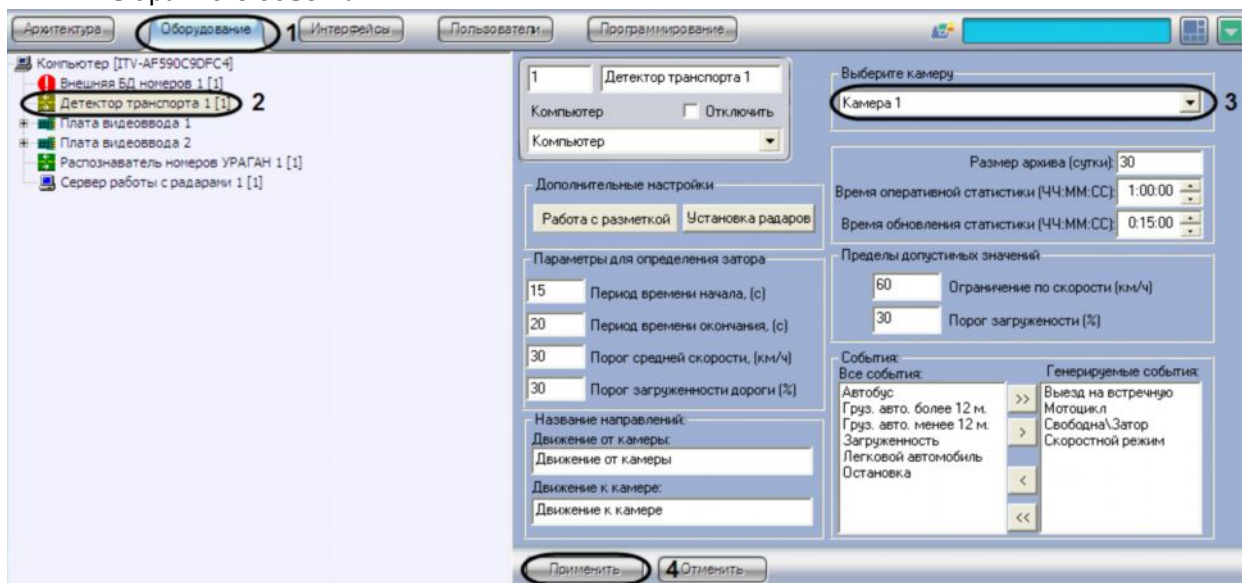 Архитектура Оборудование 1 Интерфейсы Пользователи Программирование
Компьютер [ITV-AF590C9DFC4]
Внешняя БД номеров 1 [1]
Детектор транспорта 1 [1] 2
Плата видеоввода 1
Плата видеоввода 2
Распознаватель номеров УРАГАН 1 [1]
Сервер работы с радарами 1 [1]
1 Детектор транспорта 1
Компьютер Отключить
Компьютер
Дополнительные настройки
Работа с разметкой Установка радаров
Параметры для определения затора
15 Период времени начала, (с)
20 Период времени окончания, (с)
30 Порог средней скорости, (км/ч)
30 Порог загруженности дороги (%)
Название направлений:
Движение от камеры:
Движение от камеры
Движение к камере:
Движение к камере
Выберите камеру
Камера 1 3
Размер архива (сутки): 30
Время оперативной статистики (ЧЧ:ММ:СС): 1:00:00
Время обновления статистики (ЧЧ:ММ:СС): 0:15:00
Пределы допустимых значений
60 Ограничение по скорости (км/ч)
30 Порог загружености (%)
События:
Все события:
Автобус
Груз. авто. более 12 м.
Груз. авто. менее 12 м.
Загруженность
Легковой автомобиль
Остановка
>>
>
<
<<
Генерируемые события:
Выезд на встречную
Мотоцикл
Свободна\Затор
Скоростной режим
Применить 4 Отменить